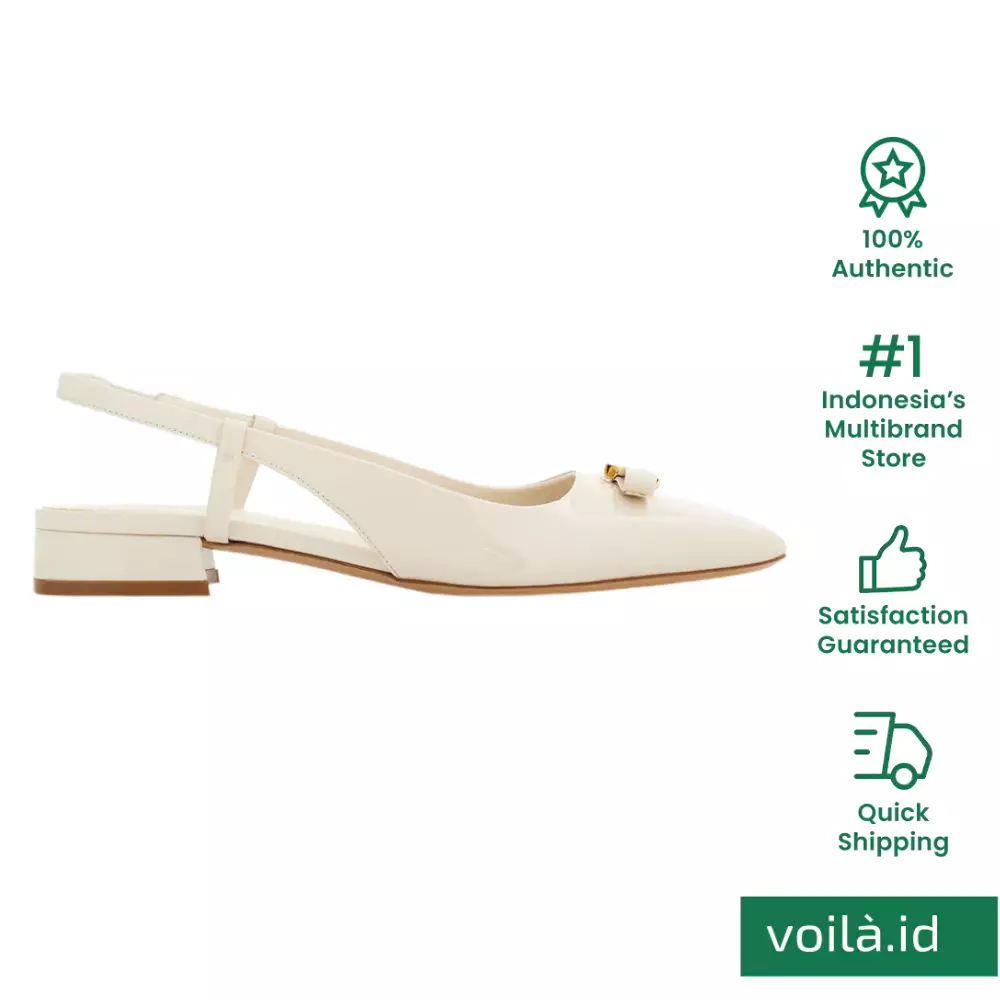 100%
Authentic
#1
Indonesia's
Multibrand
Store
Satisfaction
Guaranteed
Quick
Shipping
voilà.id